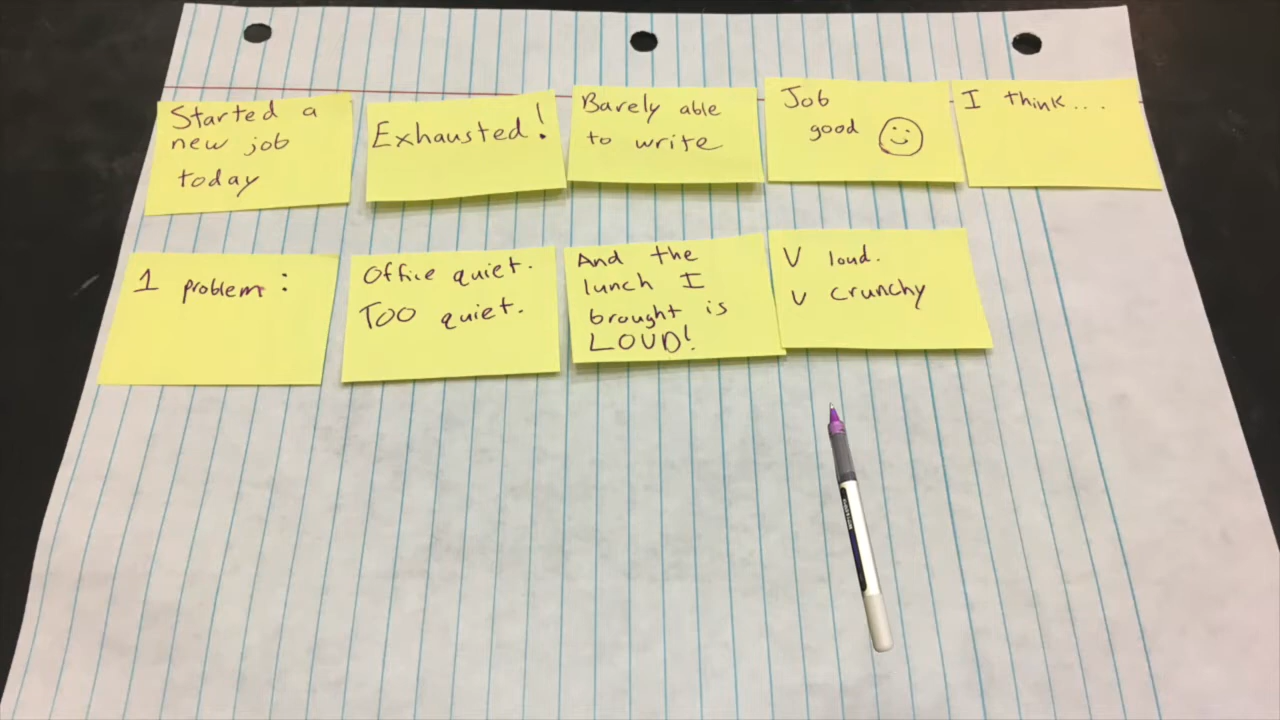 Started a
new job
today
Exhausted!
Barely able
to write
Job
good
I think...
1 problem:
Office quiet.
TOO quiet.
And the
lunch I
brought is
LOUD!
V loud.
V crunchy